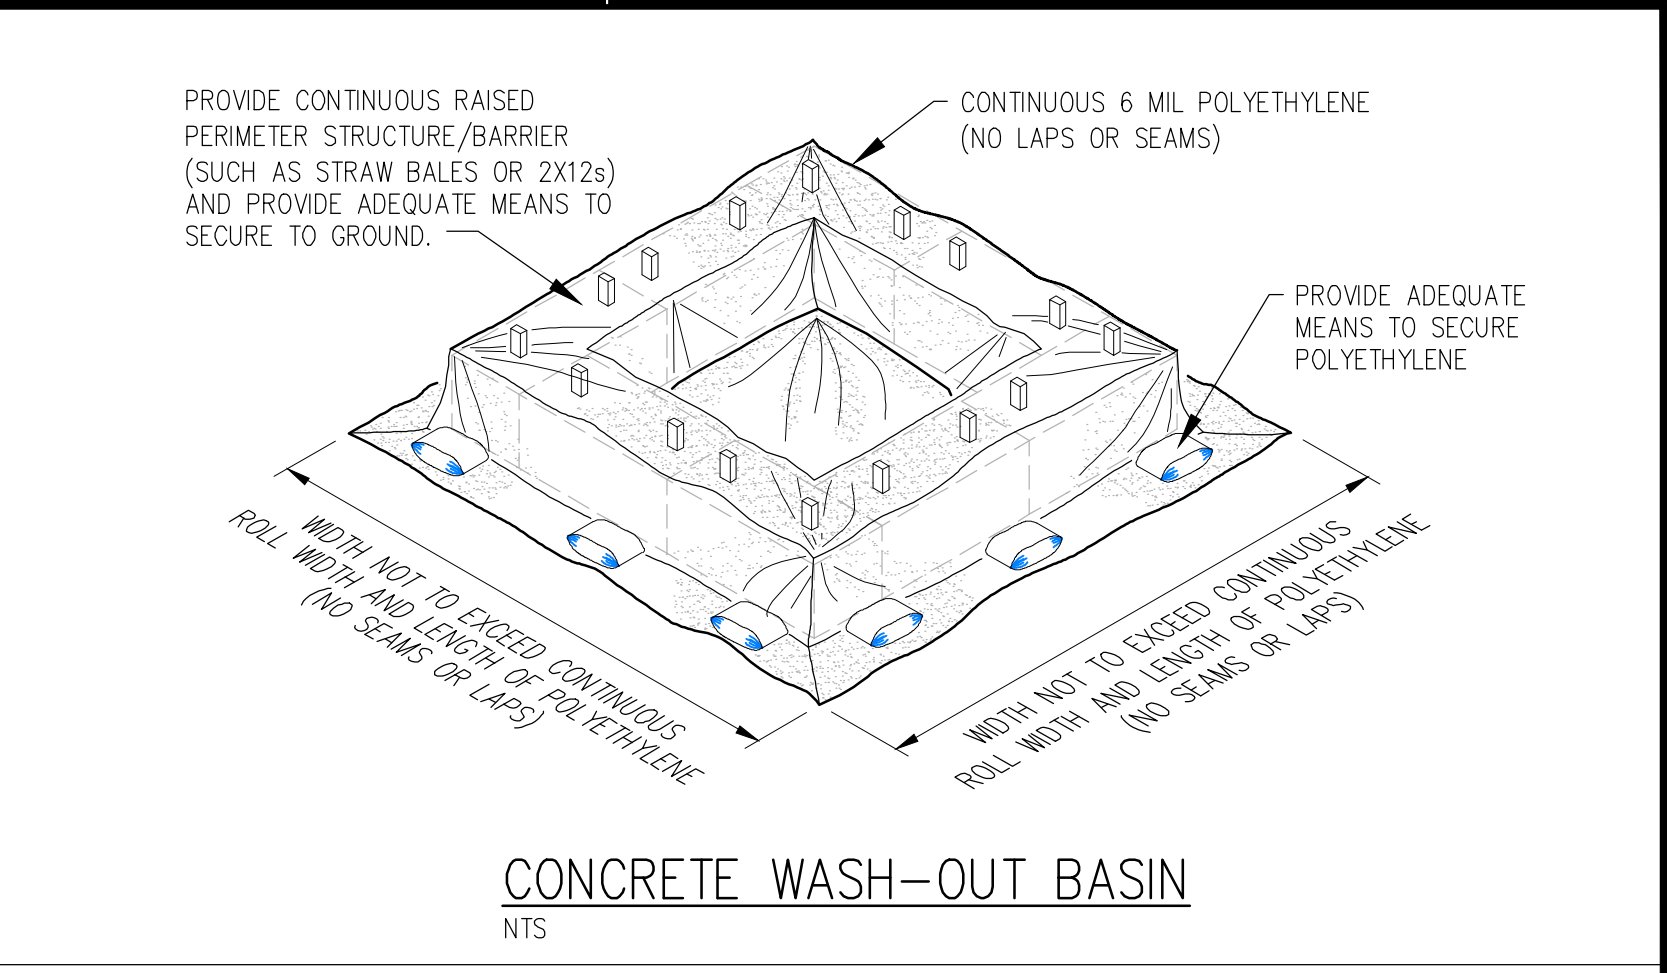 PROVIDE CONTINUOUS RAISED
PERIMETER STRUCTURE/BARRIER
(SUCH AS STRAW BALES OR 2X12s)
AND PROVIDE ADEQUATE MEANS TO
SECURE TO GROUND.
CONTINUOUS 6 MIL POLYETHYLENE
(NO LAPS OR SEAMS)
PROVIDE ADEQUATE
MEANS TO SECURE
POLYETHYLENE
WIDTH NOT TO EXCEED CONTINUOUS
ROLL WIDTH AND LENGTH OF POLYETHYLENE
(NO SEAMS OR LAPS)
WIDTH NOT TO EXCEED CONTINUOUS
ROLL WIDTH AND LENGTH OF POLYETHYLENE
(NO SEAMS OR LAPS)
CONCRETE WASH-OUT BASIN
NTS